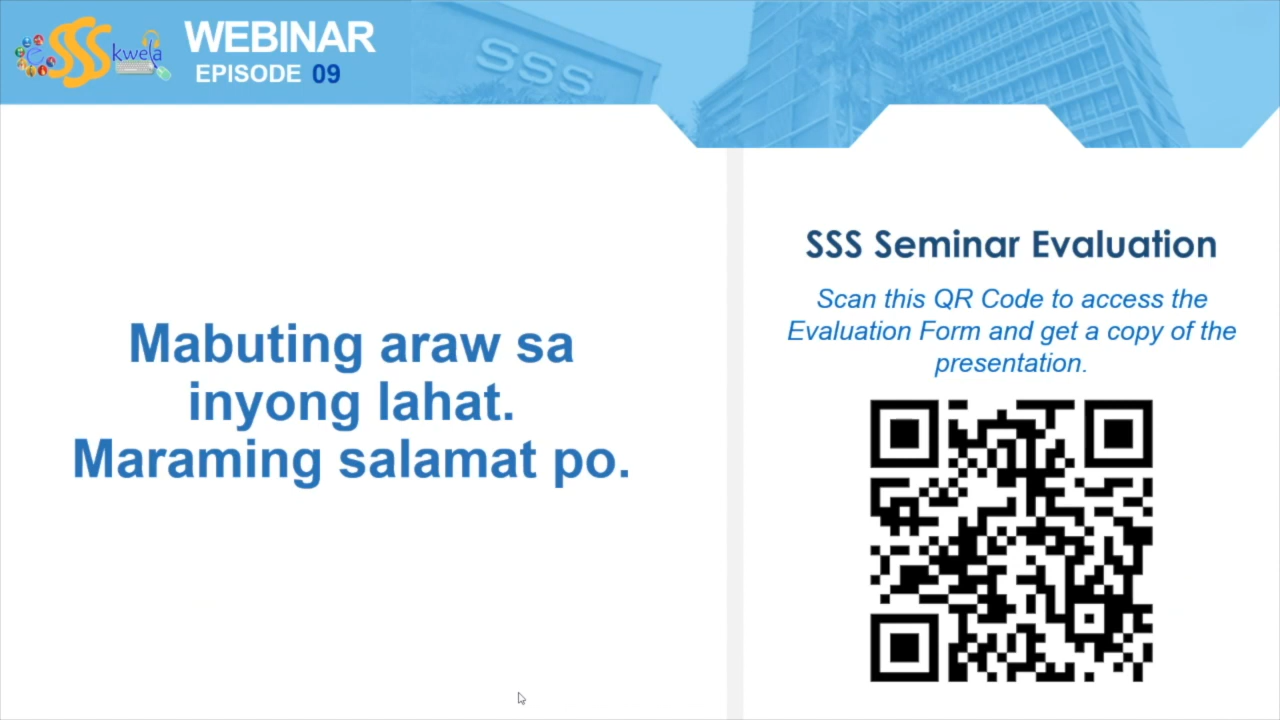 eSSSkwela
WEBINAR
EPISODE 09
SSS
Mabuting araw sa
inyong lahat.
Maraming salamat po.
SSS Seminar Evaluation
Scan this QR Code to access the
Evaluation Form and get a copy of the
presentation.